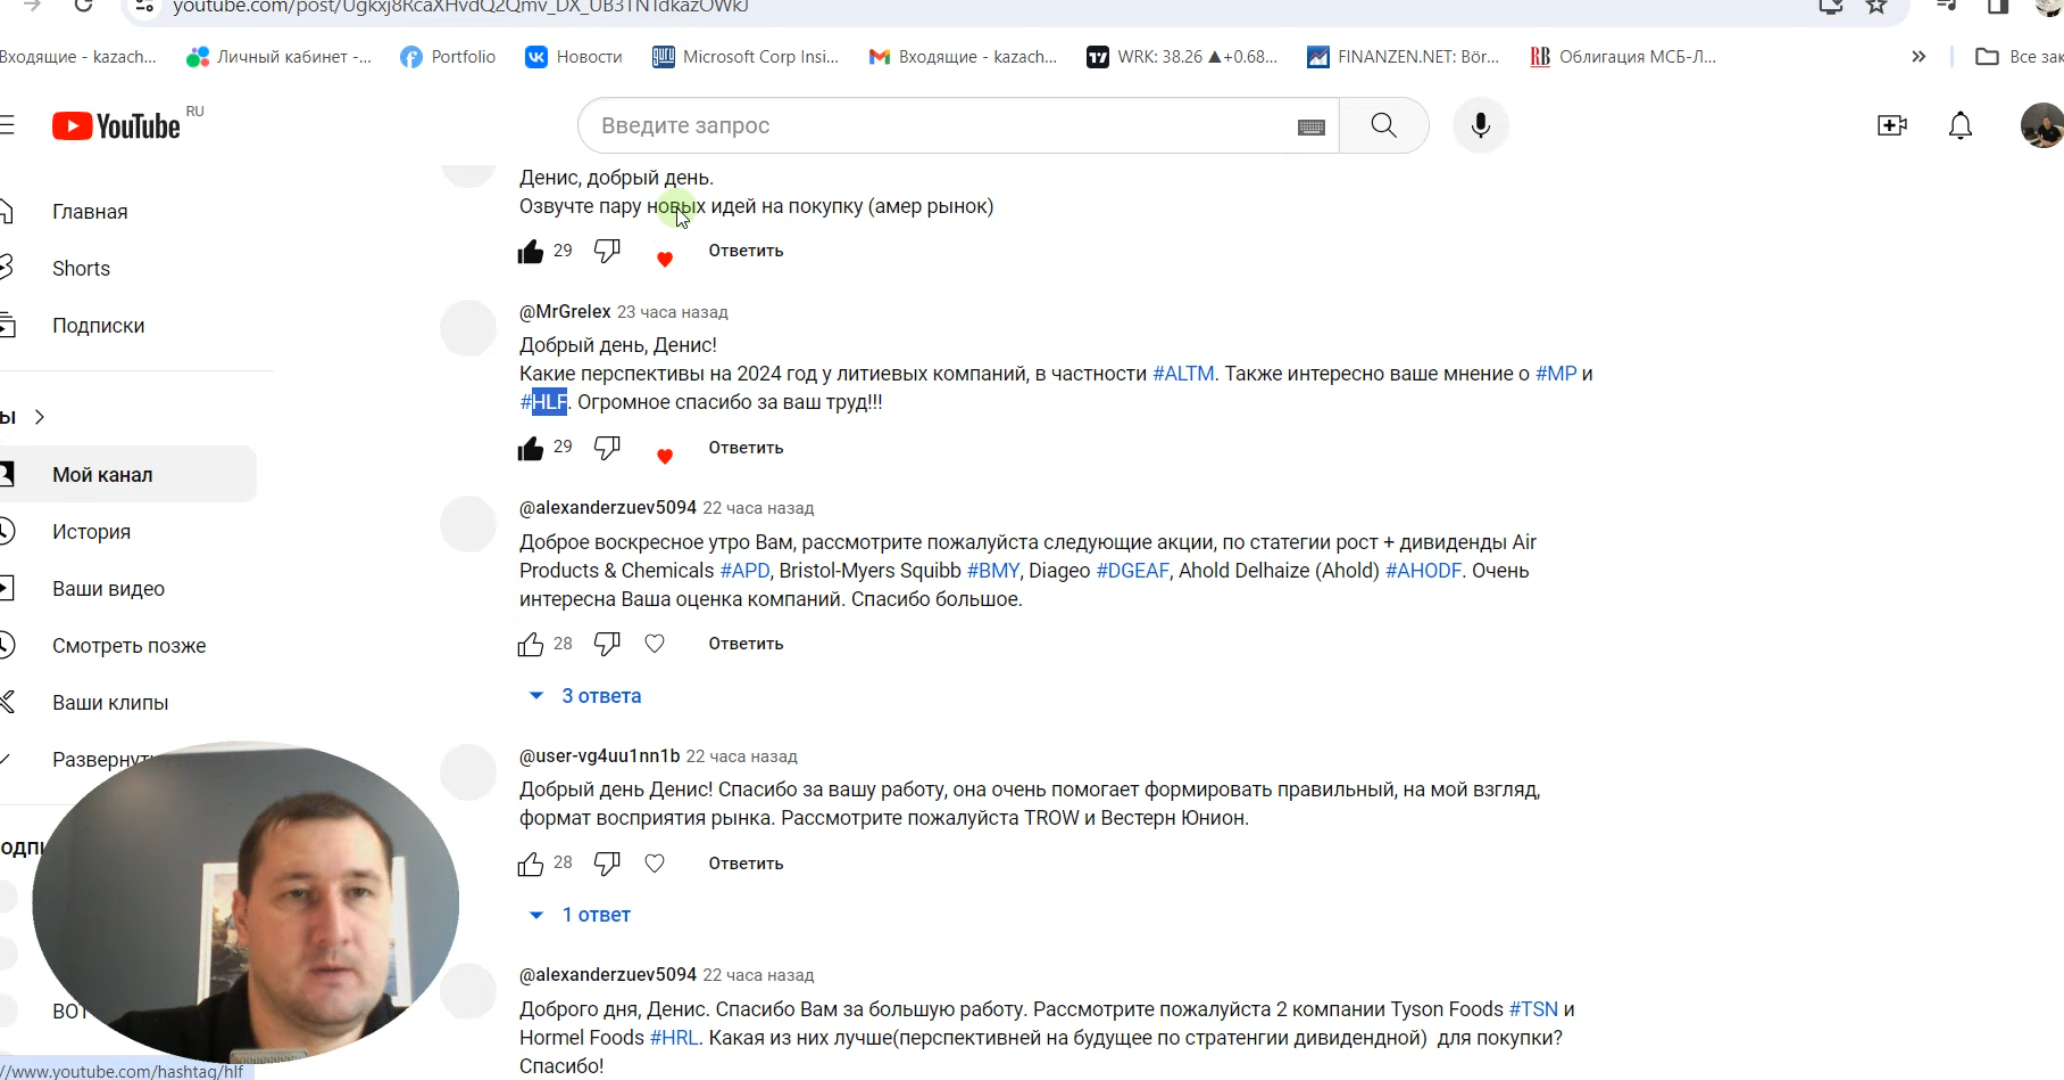 youtube.com/post/Ugkxj8RcaXHvdQ2Qmv_DX_UB3TNTdkazOWkJ
Входящие - kazach...
Личный кабинет -...
Portfolio
Новости
Microsoft Corp Insi...
Входящие - kazach...
WRK: 38.26 ▲+0.68...
FINANZEN.NET: Bör...
Облигация МСБ-Л...
Все зак
YouTube RU
Введите запрос
Главная
Shorts
Подписки
ы
Мой канал
История
Ваши видео
Смотреть позже
Ваши клипы
Развернуть
Денис, добрый день.
Озвучте пару новых идей на покупку (амер рынок)
29
Ответить
@MrGrelex 23 часа назад
Добрый день, Денис!
Какие перспективы на 2024 год у литиевых компаний, в частности #ALTM. Также интересно ваше мнение о #MP и
#HLF. Огромное спасибо за ваш труд!!!
29
Ответить
@alexanderzuev5094 22 часа назад
Доброе воскресное утро Вам, рассмотрите пожалуйста следующие акции, по статегии рост + дивиденды Air
Products & Chemicals #APD, Bristol-Myers Squibb #BMY, Diageo #DGEAF, Ahold Delhaize (Ahold) #AHODF. Очень
интересна Ваша оценка компаний. Спасибо большое.
28
Ответить
3 ответа
@user-vg4uu1nn1b 22 часа назад
Добрый день Денис! Спасибо за вашу работу, она очень помогает формировать правильный, на мой взгляд,
формат восприятия рынка. Рассмотрите пожалуйста TROW и Вестерн Юнион.
28
Ответить
1 ответ
@alexanderzuev5094 22 часа назад
Доброго дня, Денис. Спасибо Вам за большую работу. Рассмотрите пожалуйста 2 компании Tyson Foods #TSN и
Hormel Foods #HRL. Какая из них лучше(перспективней на будущее по стратенгии дивидендной) для покупки?
Спасибо!
//www.youtube.com/hashtag/hlf